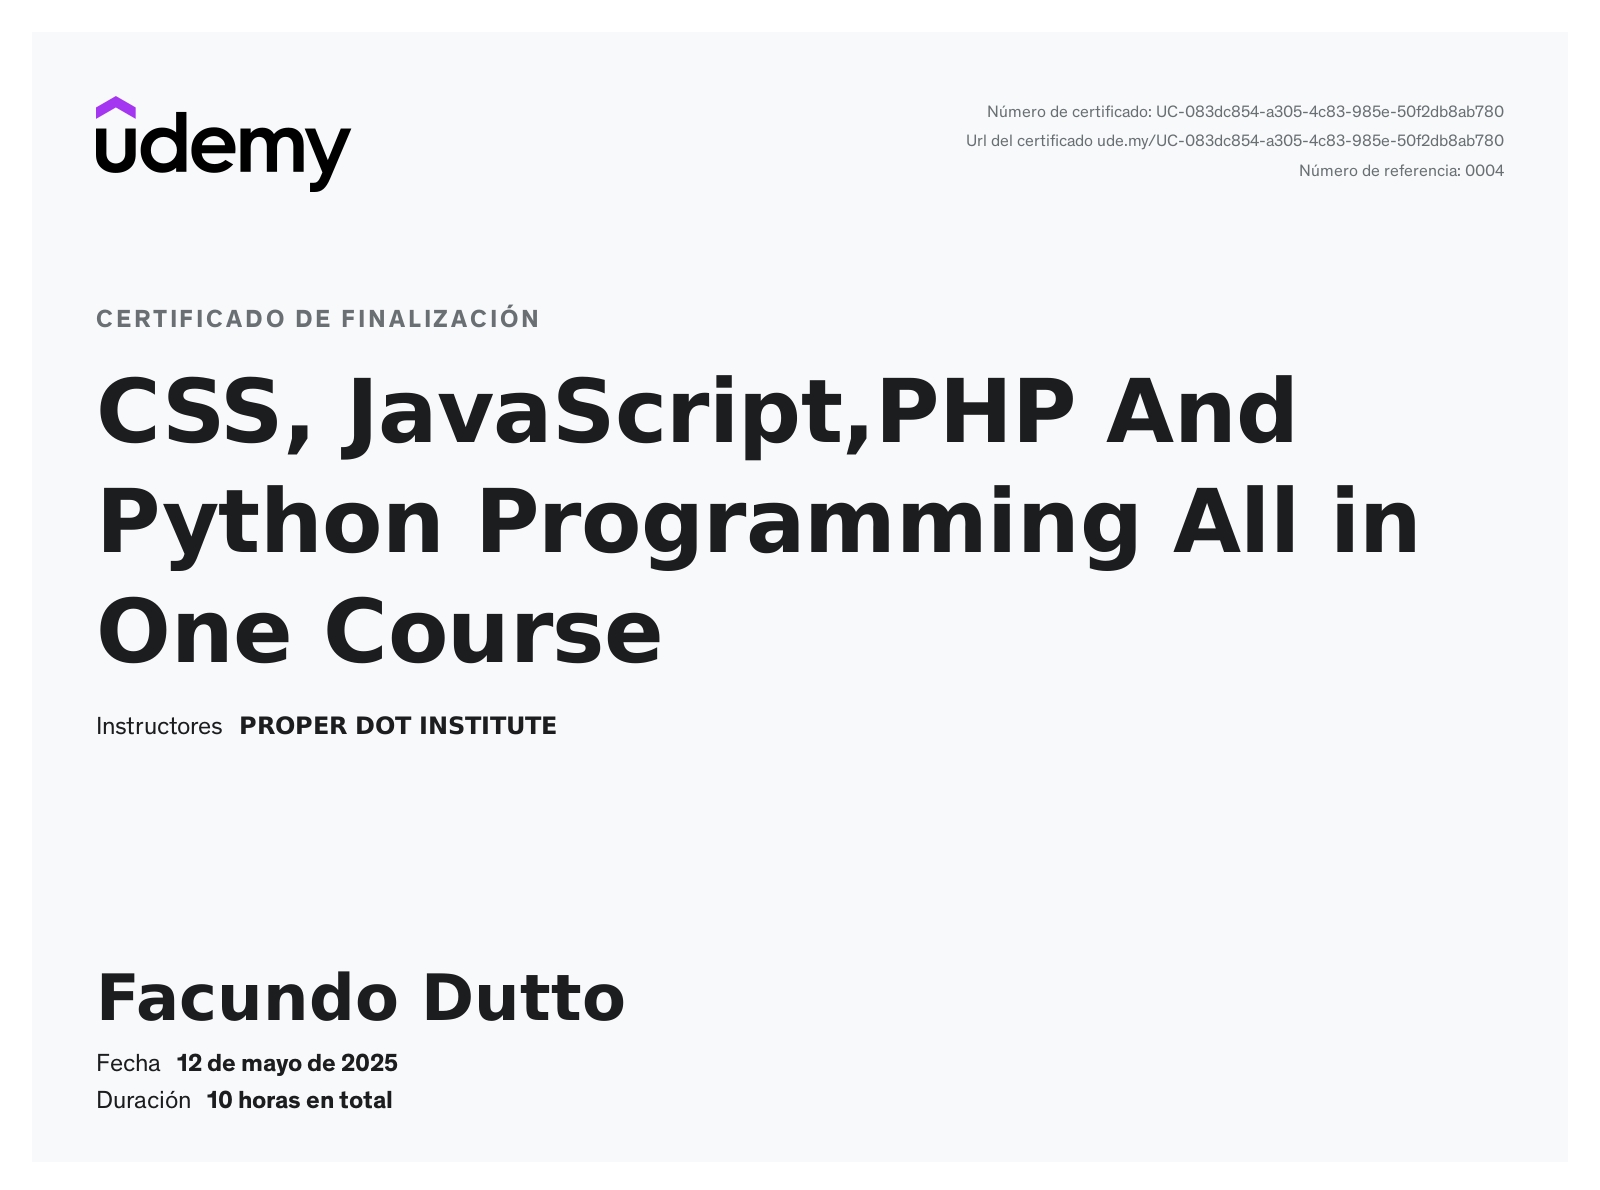 udemy
Número de certificado: UC-083dc854-a305-4c83-985e-50f2db8ab780
Url del certificado ude.my/UC-083dc854-a305-4c83-985e-50f2db8ab780
Número de referencia: 0004
CERTIFICADO DE FINALIZACIÓN
CSS, JavaScript,PHP And
Python Programming All in
One Course
Instructores PROPER DOT INSTITUTE
Facundo Dutto
Fecha 12 de mayo de 2025
Duración 10 horas en total